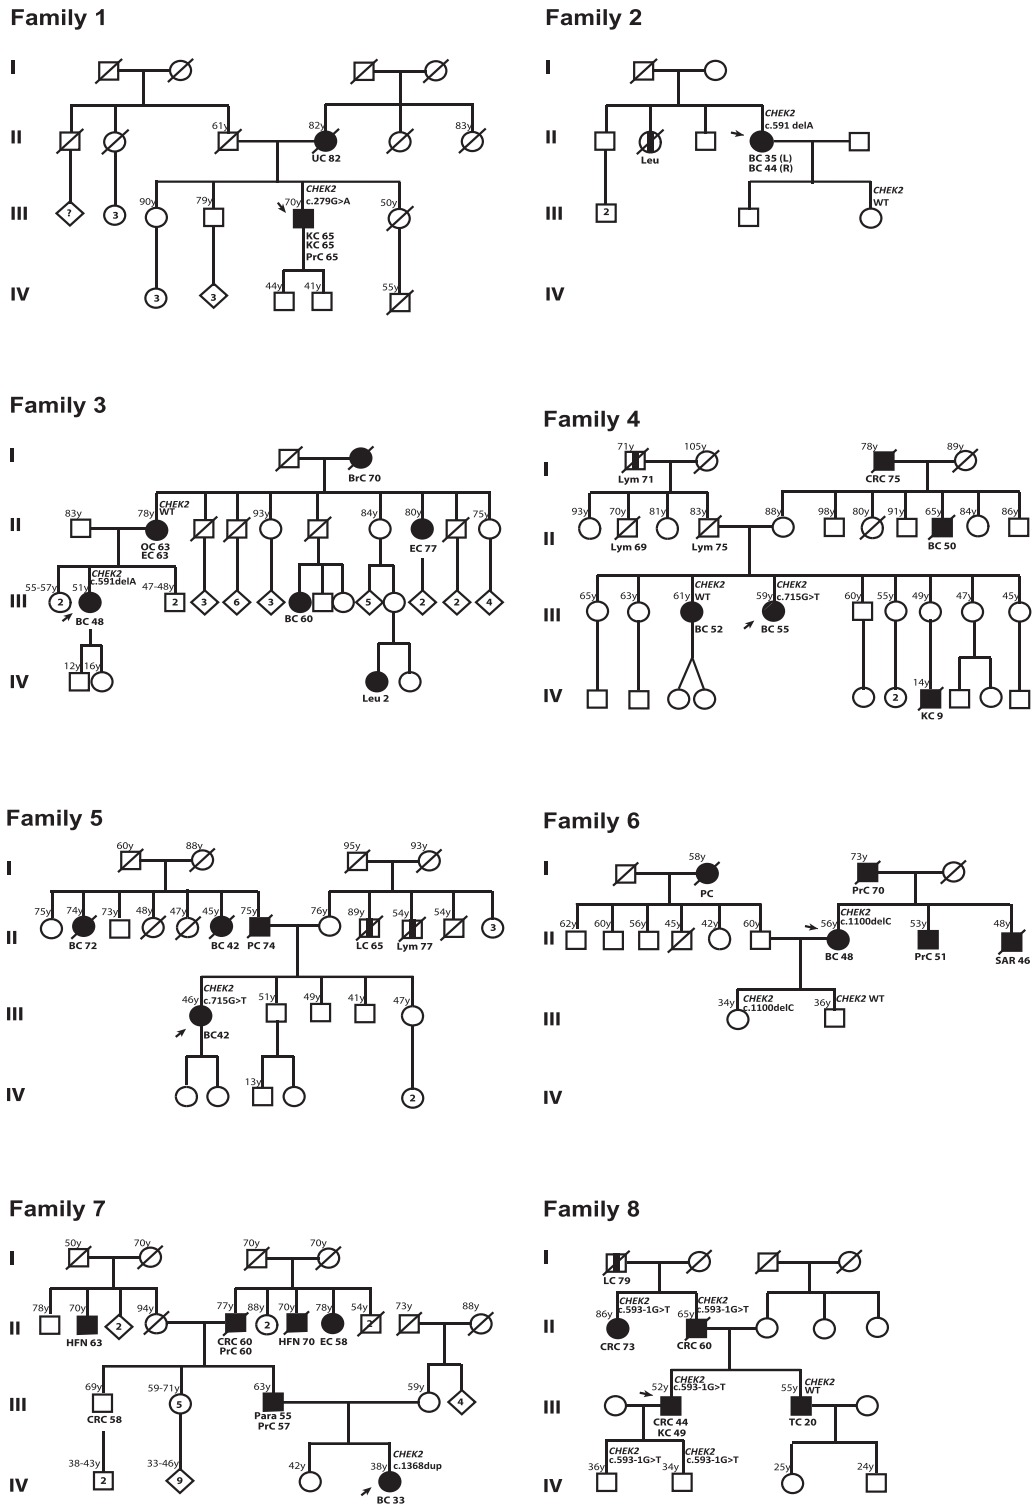 Family 1
I
II
61y
82y
83y
UC 82
CHEK2
c.279G>A
III
90y
79y
70y
50y
?
3
KC 65
KC 65
PrC 65
IV
44y
41y
55y
3
3
Family 2
I
II
CHEK2
c.591 delA
Leu
BC 35 (L)
BC 44 (R)
III
CHEK2
WT
2
IV
Family 3
I
BrC 70
II
83y
78y
CHEK2
WT
93y
84y
80y
75y
OC 63
EC 63
EC 77
III
55-57y
51y
CHEK2
c.591delA
47-48y
2
2
3
6
3
5
2
2
4
BC 48
BC 60
IV
12y
16y
Leu 2
Family 4
I
71y
105y
78y
89y
Lym 71
CRC 75
II
93y
70y
81y
83y
88y
98y
80y
91y
65y
84y
86y
Lym 69
Lym 75
BC 50
III
65y
63y
61y
CHEK2
WT
59y
CHEK2
c.715G>T
60y
55y
49y
47y
45y
BC 52
BC 55
IV
14y
2
KC 9
Family 5
I
60y
88y
95y
93y
II
75y
74y
73y
48y
47y
45y
75y
76y
89y
54y
54y
3
BC 72
BC 42
PC 74
LC 65
Lym 77
III
46y
CHEK2
c.715G>T
51y
49y
41y
47y
BC42
IV
13y
2
Family 6
I
58y
73y
PC
PrC 70
II
62y
60y
56y
45y
42y
60y
56y
CHEK2
c.1100delC
53y
48y
BC 48
PrC 51
SAR 46
III
34y
CHEK2
c.1100delC
36y
CHEK2 WT
IV
Family 7
I
50y
70y
70y
70y
II
78y
70y
94y
77y
88y
70y
78y
54y
73y
88y
2
2
2
HFN 63
CRC 60
PrC 60
HFN 70
EC 58
III
69y
59-71y
63y
59y
5
4
CRC 58
Para 55
PrC 57
IV
38-43y
33-46y
42y
38y
CHEK2
c.1368dup
2
9
BC 33
Family 8
I
LC 79
II
86y
CHEK2
c.593-1G>T
65y
CHEK2
c.593-1G>T
CRC 73
CRC 60
III
52y
CHEK2
c.593-1G>T
55y
CHEK2
WT
CRC 44
KC 49
TC 20
IV
36y
CHEK2
c.593-1G>T
34y
CHEK2
c.593-1G>T
25y
24y